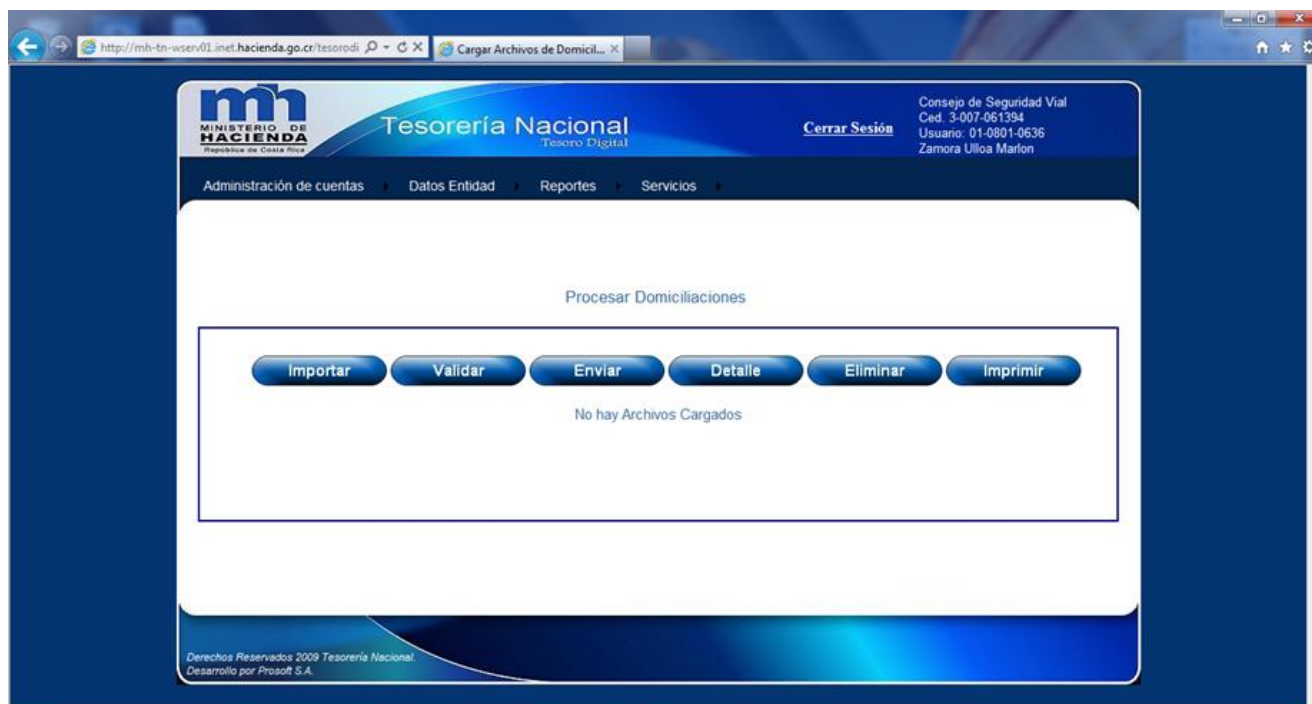 http://mh-tn-wserv01.inet.hacienda.go.cr/tesorodi
Cargar Archivos de Domicil...
MINISTERIO DE
HACIENDA
República de Costa Rica
Tesorería Nacional
Tesoro Digital
Cerrar Sesión
Consejo de Seguridad Vial
Ced. 3-007-061394
Usuario: 01-0801-0636
Zamora Ulloa Marlon
Administración de cuentas Datos Entidad Reportes Servicios
Procesar Domiciliaciones
Importar Validar Enviar Detalle Eliminar Imprimir
No hay Archivos Cargados
Derechos Reservados 2009 Tesorería Nacional.
Desarrollo por Prosoft S.A.